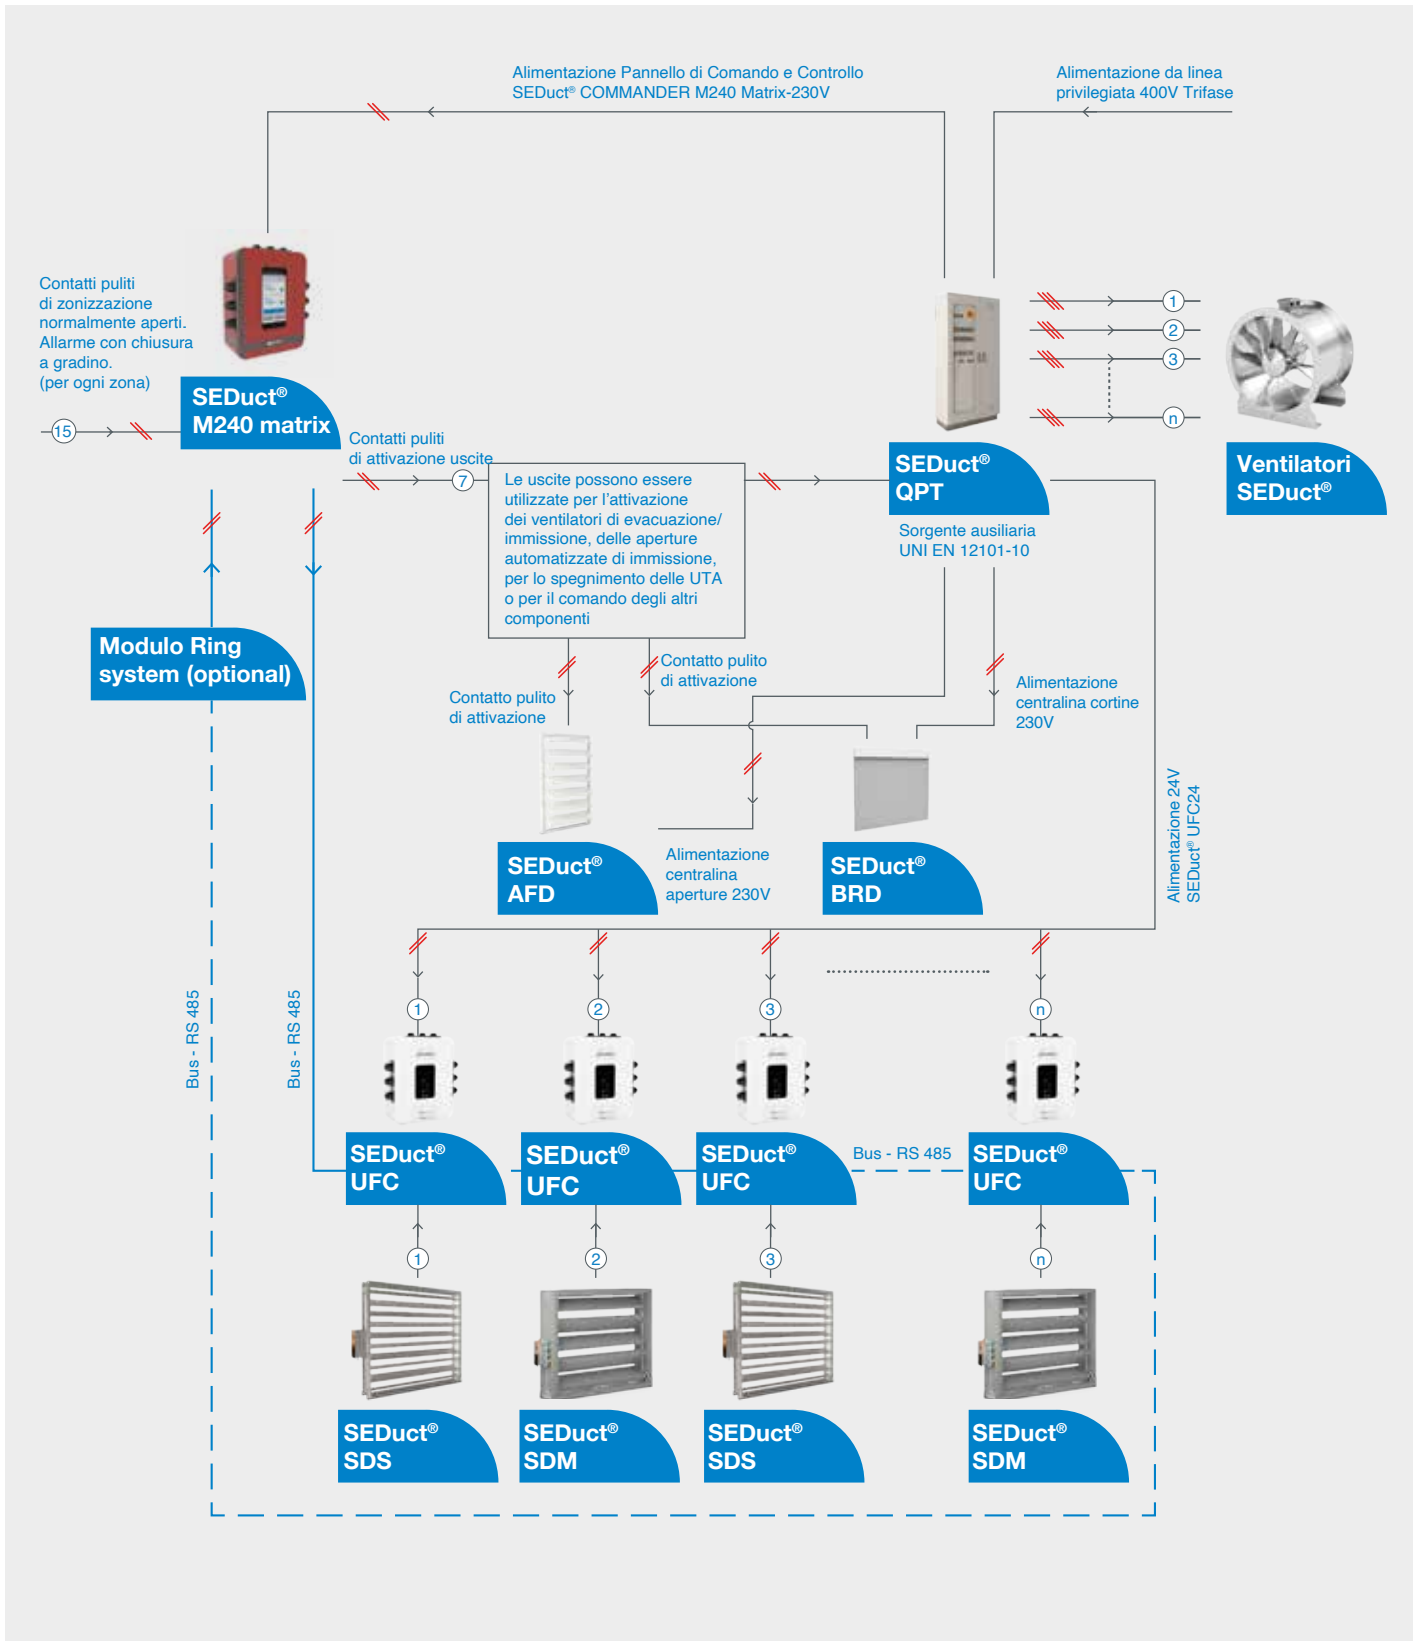 Alimentazione Pannello di Comando e Controllo
SEDuct® COMMANDER M240 Matrix-230V
Alimentazione da linea
privilegiata 400V Trifase
Contatti puliti
di zonizzazione
normalmente aperti.
Allarme con chiusura
a gradino.
(per ogni zona)
15
SEDuct®
M240 matrix
1
2
3
n
Contatti puliti
di attivazione uscite
7
Le uscite possono essere
utilizzate per l'attivazione
dei ventilatori di evacuazione/
immissione, delle aperture
automatizzate di immissione,
per lo spegnimento delle UTA
o per il comando degli altri
componenti
SEDuct®
QPT
Ventilatori
SEDuct®
Sorgente ausiliaria
UNI EN 12101-10
Modulo Ring
system (optional)
Contatto pulito
di attivazione
Contatto pulito
di attivazione
Alimentazione
centralina cortine
230V
Alimentazione 24V
SEDuct® UFC24
SEDuct®
AFD
Alimentazione
centralina
aperture 230V
SEDuct®
BRD
Bus - RS 485
Bus - RS 485
1
2
3
n
SEDuct®
UFC
SEDuct®
UFC
SEDuct®
UFC
Bus - RS 485
SEDuct®
UFC
1
2
3
n
SEDuct®
SDS
SEDuct®
SDM
SEDuct®
SDS
SEDuct®
SDM